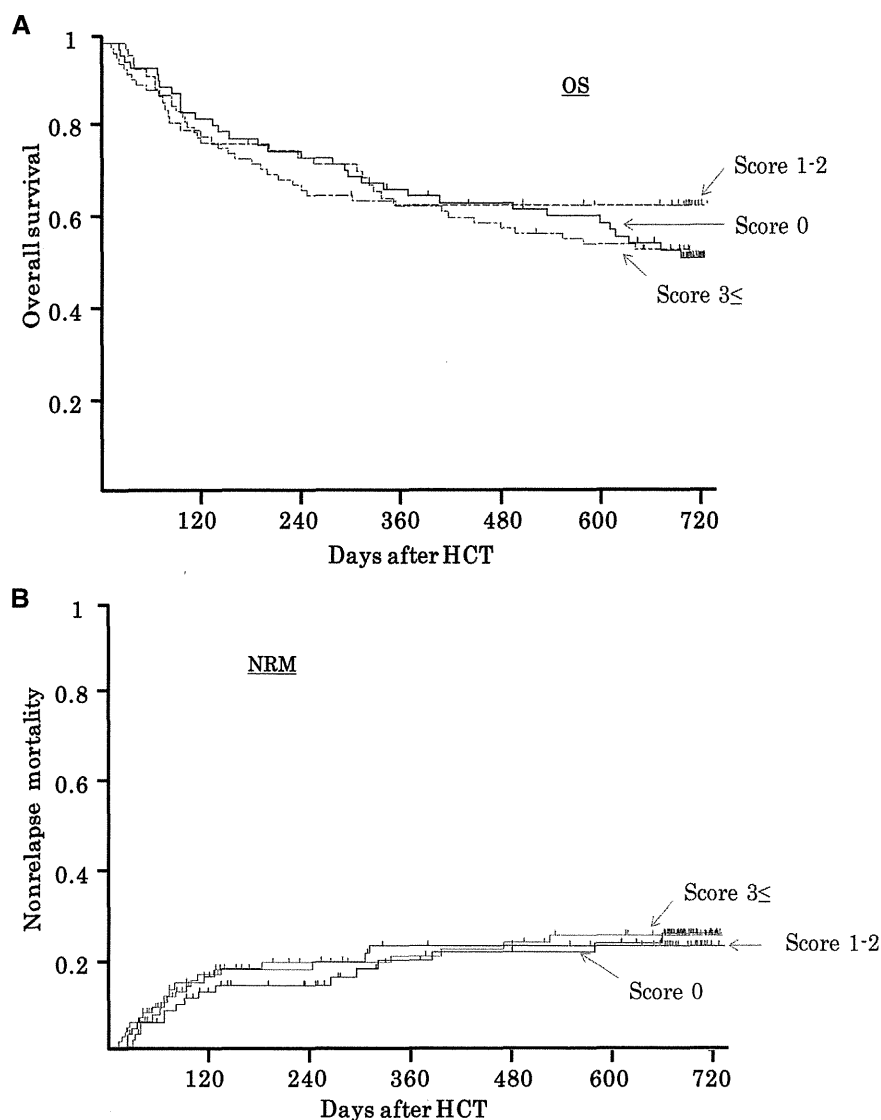 A
OS
Overall survival
1
0.8
0.6
0.4
0.2
Score 1-2
Score 0
Score 3≤
120 240 360 480 600 720
Days after HCT
B
NRM
Nonrelapse mortality
1
0.8
0.6
0.4
0.2
Score 3≤
Score 1-2
Score 0
120 240 360 480 600 720
Days after HCT